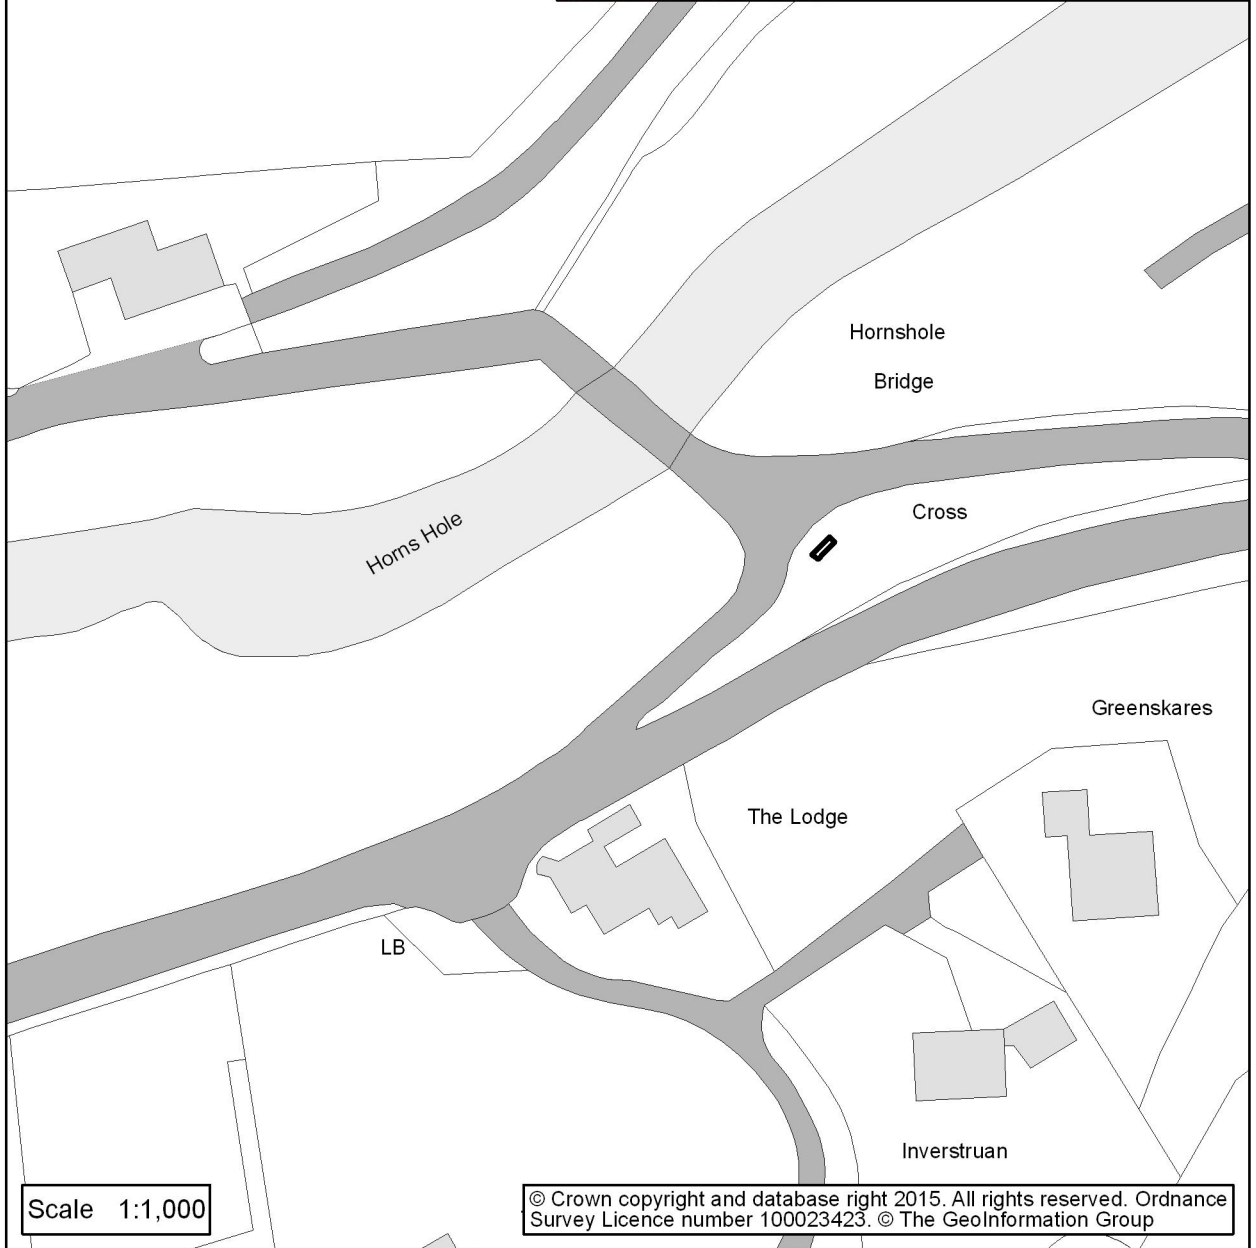 Hornshole
Bridge
Cross
Horns Hole
Greenskares
The Lodge
LB
Inverstruan
Scale 1:1,000
© Crown copyright and database right 2015. All rights reserved. Ordnance
Survey Licence number 100023423. © The GeoInformation Group